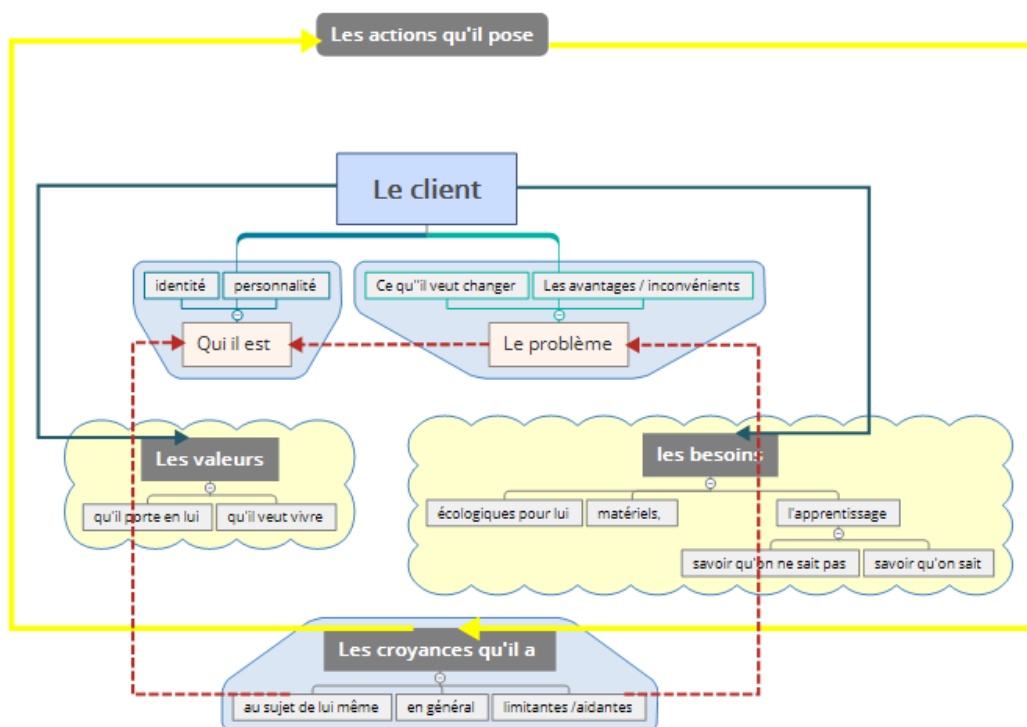 Les actions qu'il pose
Le client
identité
personnalité
Ce qu''il veut changer
Les avantages / inconvénients
Qui il est
Le problème
Les valeurs
les besoins
qu'il porte en lui
qu'il veut vivre
écologiques pour lui
matériels,
l'apprentissage
savoir qu'on ne sait pas
savoir qu'on sait
Les croyances qu'il a
au sujet de lui même
en général
limitantes /aidantes